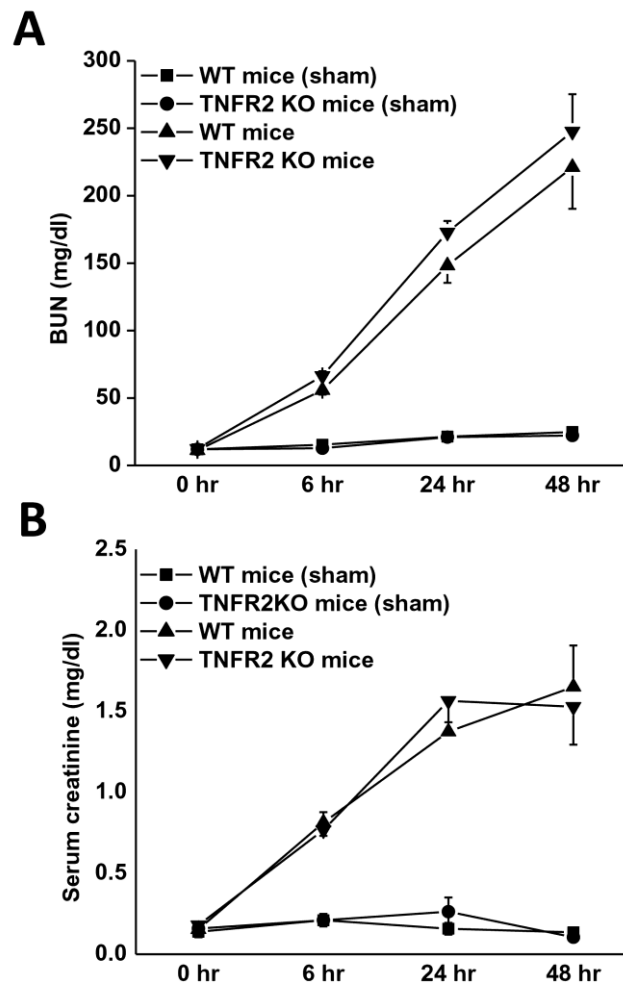 A
300
250
200
150
100
50
0
BUN (mg/dl)
WT mice (sham)
TNFR2 KO mice (sham)
WT mice
TNFR2 KO mice
0 hr 6 hr 24 hr 48 hr
B
2.5
2.0
1.5
1.0
0.5
0.0
Serum creatinine (mg/dl)
WT mice (sham)
TNFR2KO mice (sham)
WT mice
TNFR2 KO mice
0 hr 6 hr 24 hr 48 hr